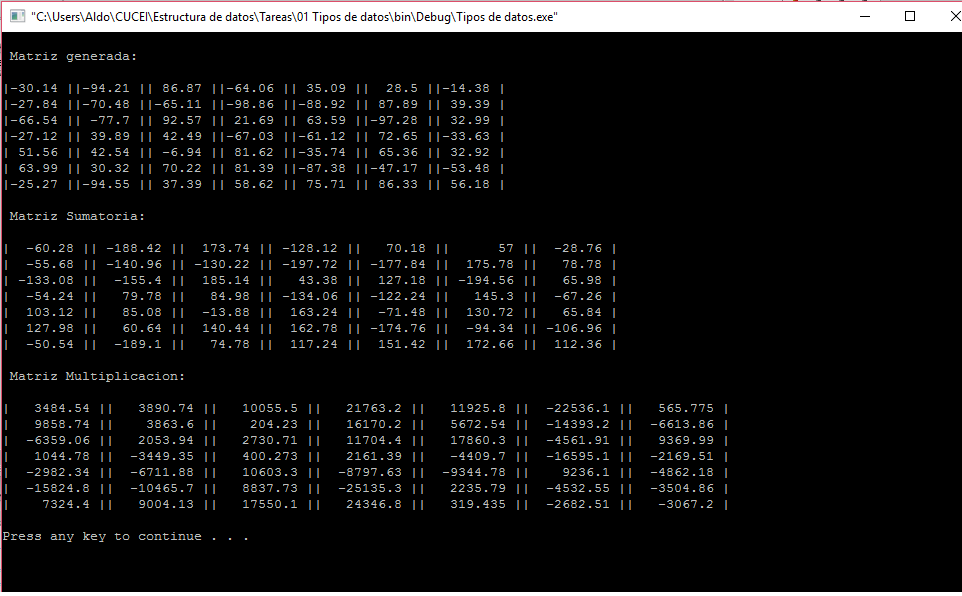 "C:\Users\Aldo\CUCEI\Estructura de datos\Tareas\01 Tipos de datos\bin\Debug\Tipos de datos.exe"
Matriz generada:
|-30.14 ||-94.21 || 86.87 ||-64.06 || 35.09 ||  28.5 ||-14.38 |
|-27.84 ||-70.48 ||-65.11 ||-98.86 ||-88.92 || 87.89 || 39.39 |
|-66.54 || -77.7 || 92.57 || 21.69 || 63.59 ||-97.28 || 32.99 |
|-27.12 || 39.89 || 42.49 ||-67.03 ||-61.12 || 72.65 ||-33.63 |
| 51.56 || 42.54 || -6.94 || 81.62 ||-35.74 || 65.36 || 32.92 |
| 63.99 || 30.32 || 70.22 || 81.39 ||-87.38 ||-47.17 ||-53.48 |
|-25.27 ||-94.55 || 37.39 || 58.62 || 75.71 || 86.33 || 56.18 |
Matriz Sumatoria:
|  -60.28 || -188.42 ||  173.74 || -128.12 ||   70.18 ||      57 ||  -28.76 |
|  -55.68 || -140.96 || -130.22 || -197.72 || -177.84 ||  175.78 ||   78.78 |
| -133.08 ||  -155.4 ||  185.14 ||   43.38 ||  127.18 || -194.56 ||   65.98 |
|  -54.24 ||   79.78 ||   84.98 || -134.06 || -122.24 ||   145.3 ||  -67.26 |
|  103.12 ||   85.08 ||  -13.88 ||  163.24 ||  -71.48 ||  130.72 ||   65.84 |
|  127.98 ||   60.64 ||  140.44 ||  162.78 || -174.76 ||  -94.34 || -106.96 |
|  -50.54 ||  -189.1 ||   74.78 ||  117.24 ||  151.42 ||  172.66 ||  112.36 |
Matriz Multiplicacion:
|   3484.54 ||   3890.74 ||   10055.5 ||   21763.2 ||   11925.8 ||  -22536.1 ||   565.775 |
|   9858.74 ||    3863.6 ||    204.23 ||   16170.2 ||   5672.54 ||  -14393.2 ||  -6613.86 |
|  -6359.06 ||   2053.94 ||   2730.71 ||   11704.4 ||   17860.3 ||  -4561.91 ||   9369.99 |
|   1044.78 ||  -3449.35 ||   400.273 ||   2161.39 ||   -4409.7 ||  -16595.1 ||  -2169.51 |
|  -2982.34 ||  -6711.88 ||   10603.3 ||  -8797.63 ||  -9344.78 ||    9236.1 ||  -4862.18 |
|  -15824.8 ||  -10465.7 ||   8837.73 ||  -25135.3 ||   2235.79 ||  -4532.55 ||  -3504.86 |
|    7324.4 ||   9004.13 ||   17550.1 ||   24346.8 ||   319.435 ||  -2682.51 ||   -3067.2 |
Press any key to continue . . .